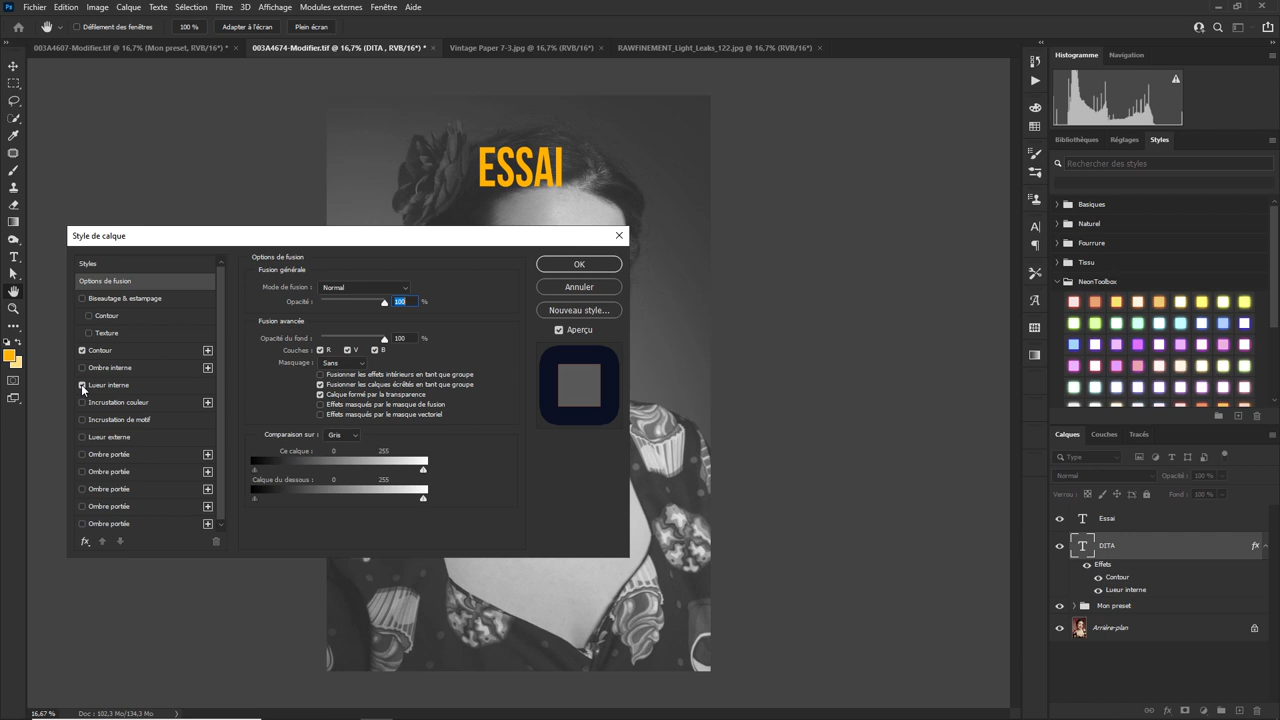 Ps Fichier Edition Image Calque Texte Sélection Filtre 3D Affichage Modules externes Fenêtre Aide
Défilement des fenêtres 100 % Adapter à l'écran Plein écran
003A4607-Modifier.tif @ 16,7% (Mon preset, RVB/16*) * × 003A4674-Modifier.tif @ 16,7% (DITA , RVB/16*) * × Vintage Paper 7-3.jpg @ 16,7% (RVB/16*) × RAWFINEMENT_Light_Leaks_122.jpg @ 16,7% (RVB/16*) ×
Histogramme Navigation
Bibliothèques Réglages Styles
Rechercher des styles
Basiques
Naturel
Fourrure
Tissu
NeonToolbox
ESSAI
Style de calque
Styles
Options de fusion
Biseautage & estampage
Contour
Texture
Contour
Ombre interne
Lueur interne
Incrustation couleur
Incrustation de motif
Lueur externe
Ombre portée
Ombre portée
Ombre portée
Ombre portée
Ombre portée
fx
Options de fusion
Fusion générale
Mode de fusion : Normal
Opacité : 100 %
Fusion avancée
Opacité du fond : 100 %
Couches : R V B
Masquage : Sans
Fusionner les effets intérieurs en tant que groupe
Fusionner les calques écrêtés en tant que groupe
Calque formé par la transparence
Effets masqués par le masque de fusion
Effets masqués par le masque vectoriel
Comparaison sur : Gris
Ce calque : 0 255
Calque du dessous : 0 255
OK
Annuler
Nouveau style...
Aperçu
Calques Couches Tracés
Type
Normal Opacité : 100 %
Verrou : Fond : 100 %
T Essai
T DITA fx
Effets
Contour
Lueur interne
Mon preset
Arrière-plan
fx
16,67 % Doc : 102,3 Mo/134,3 Mo